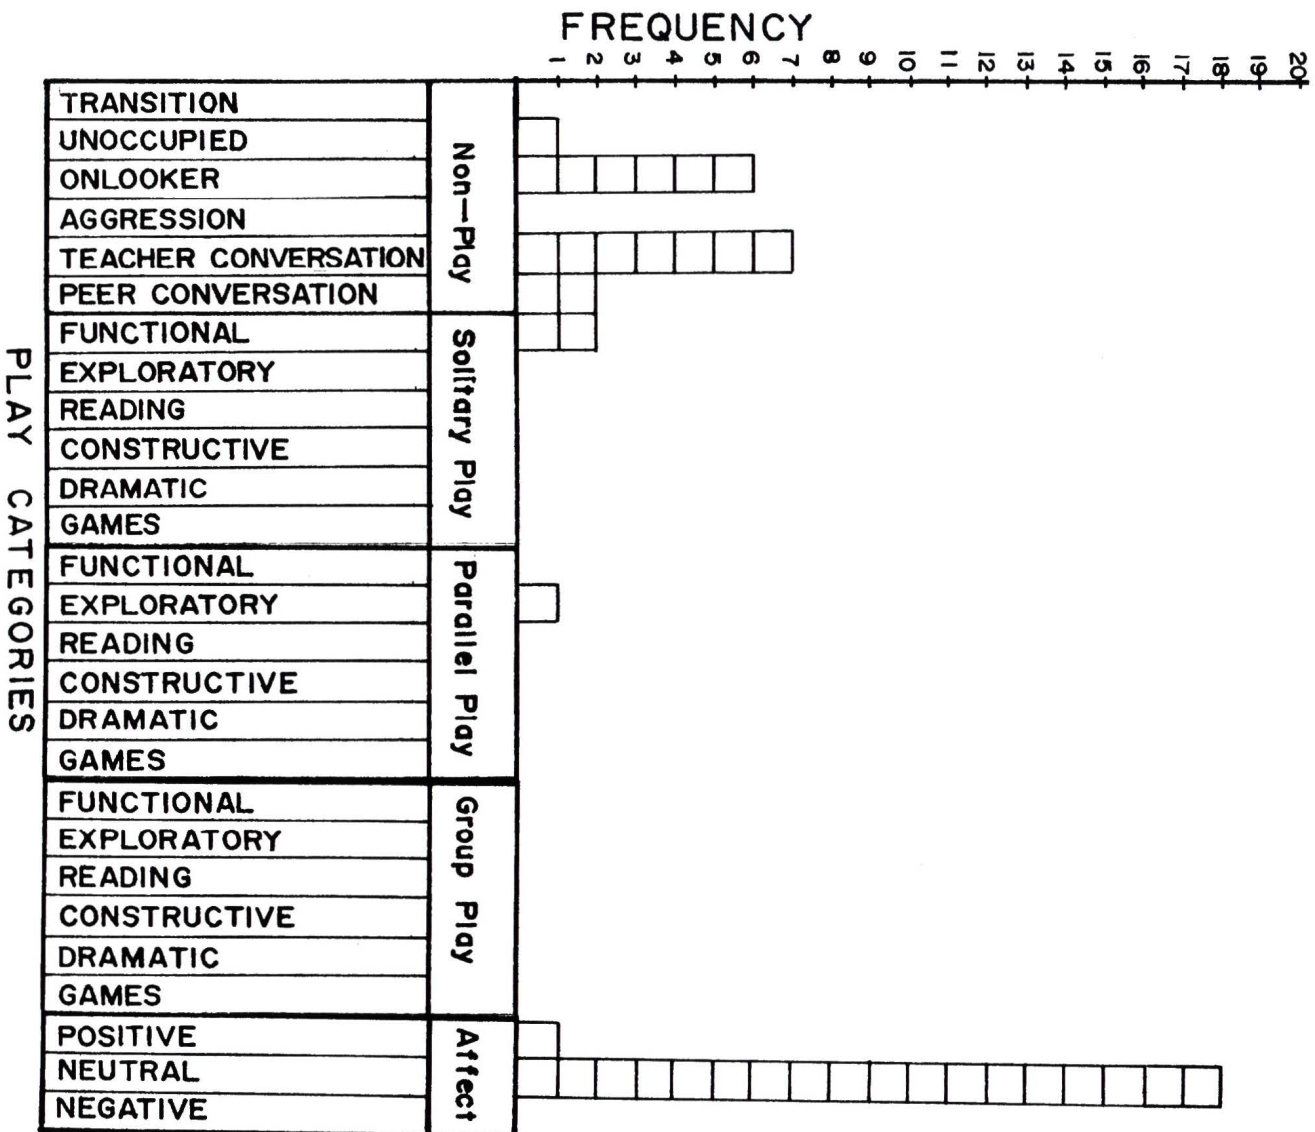 FREQUENCY
1 2 3 4 5 6 7 8 9 10 11 12 13 14 15 16 17 18 19 20
PLAY CATEGORIES
Non-Play
TRANSITION
UNOCCUPIED
ONLOOKER
AGGRESSION
TEACHER CONVERSATION
PEER CONVERSATION
Solitary Play
FUNCTIONAL
EXPLORATORY
READING
CONSTRUCTIVE
DRAMATIC
GAMES
Parallel Play
FUNCTIONAL
EXPLORATORY
READING
CONSTRUCTIVE
DRAMATIC
GAMES
Group Play
FUNCTIONAL
EXPLORATORY
READING
CONSTRUCTIVE
DRAMATIC
GAMES
Affect
POSITIVE
NEUTRAL
NEGATIVE